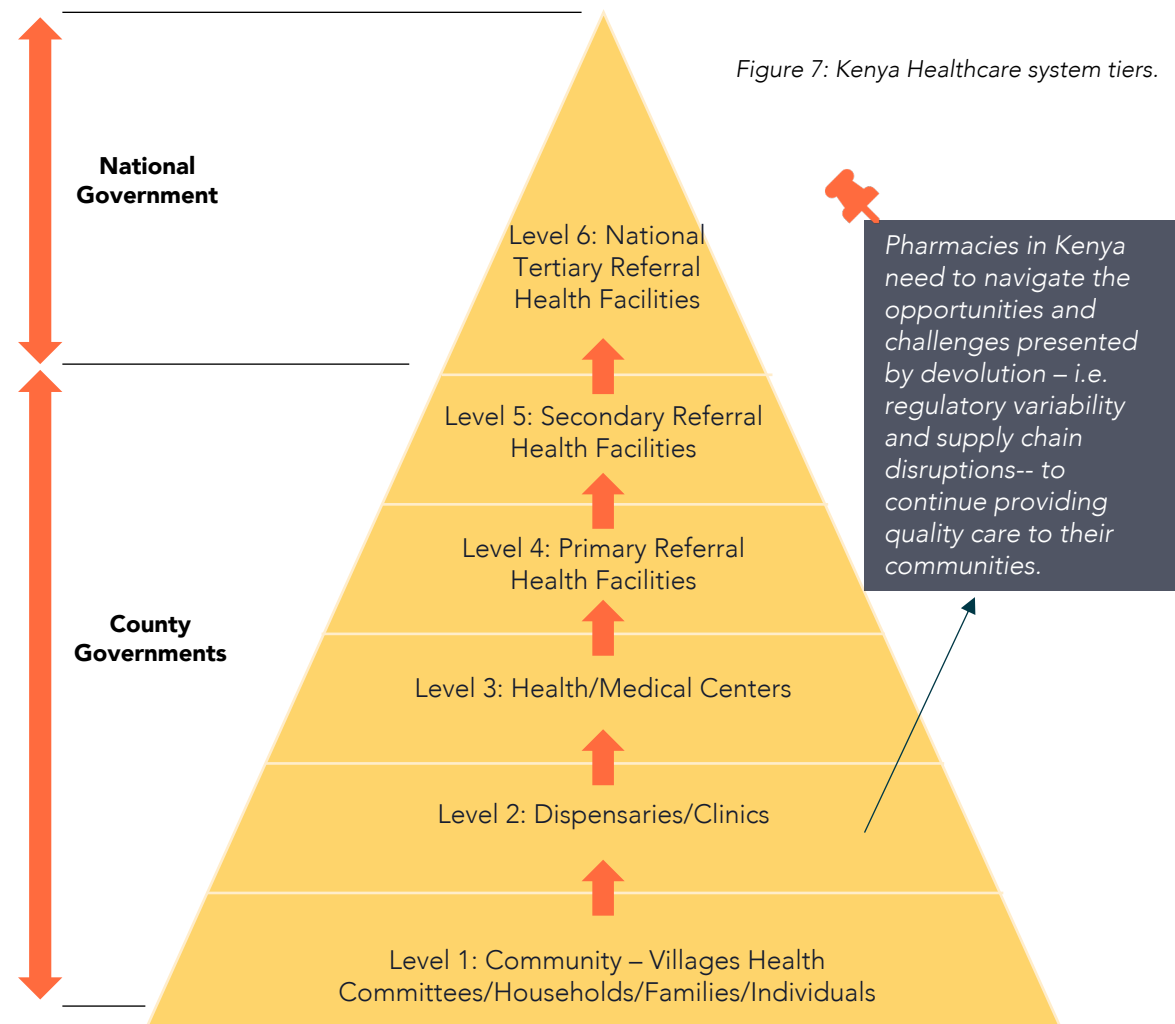 Figure 7: Kenya Healthcare system tiers.
National
Government
Level 6: National
Tertiary Referral
Health Facilities
Pharmacies in Kenya
need to navigate the
opportunities and
challenges presented
by devolution – i.e.
regulatory variability
and supply chain
disruptions-- to
continue providing
quality care to their
communities.
Level 5: Secondary Referral
Health Facilities
Level 4: Primary Referral
Health Facilities
County
Governments
Level 3: Health/Medical Centers
Level 2: Dispensaries/Clinics
Level 1: Community – Villages Health
Committees/Households/Families/Individuals